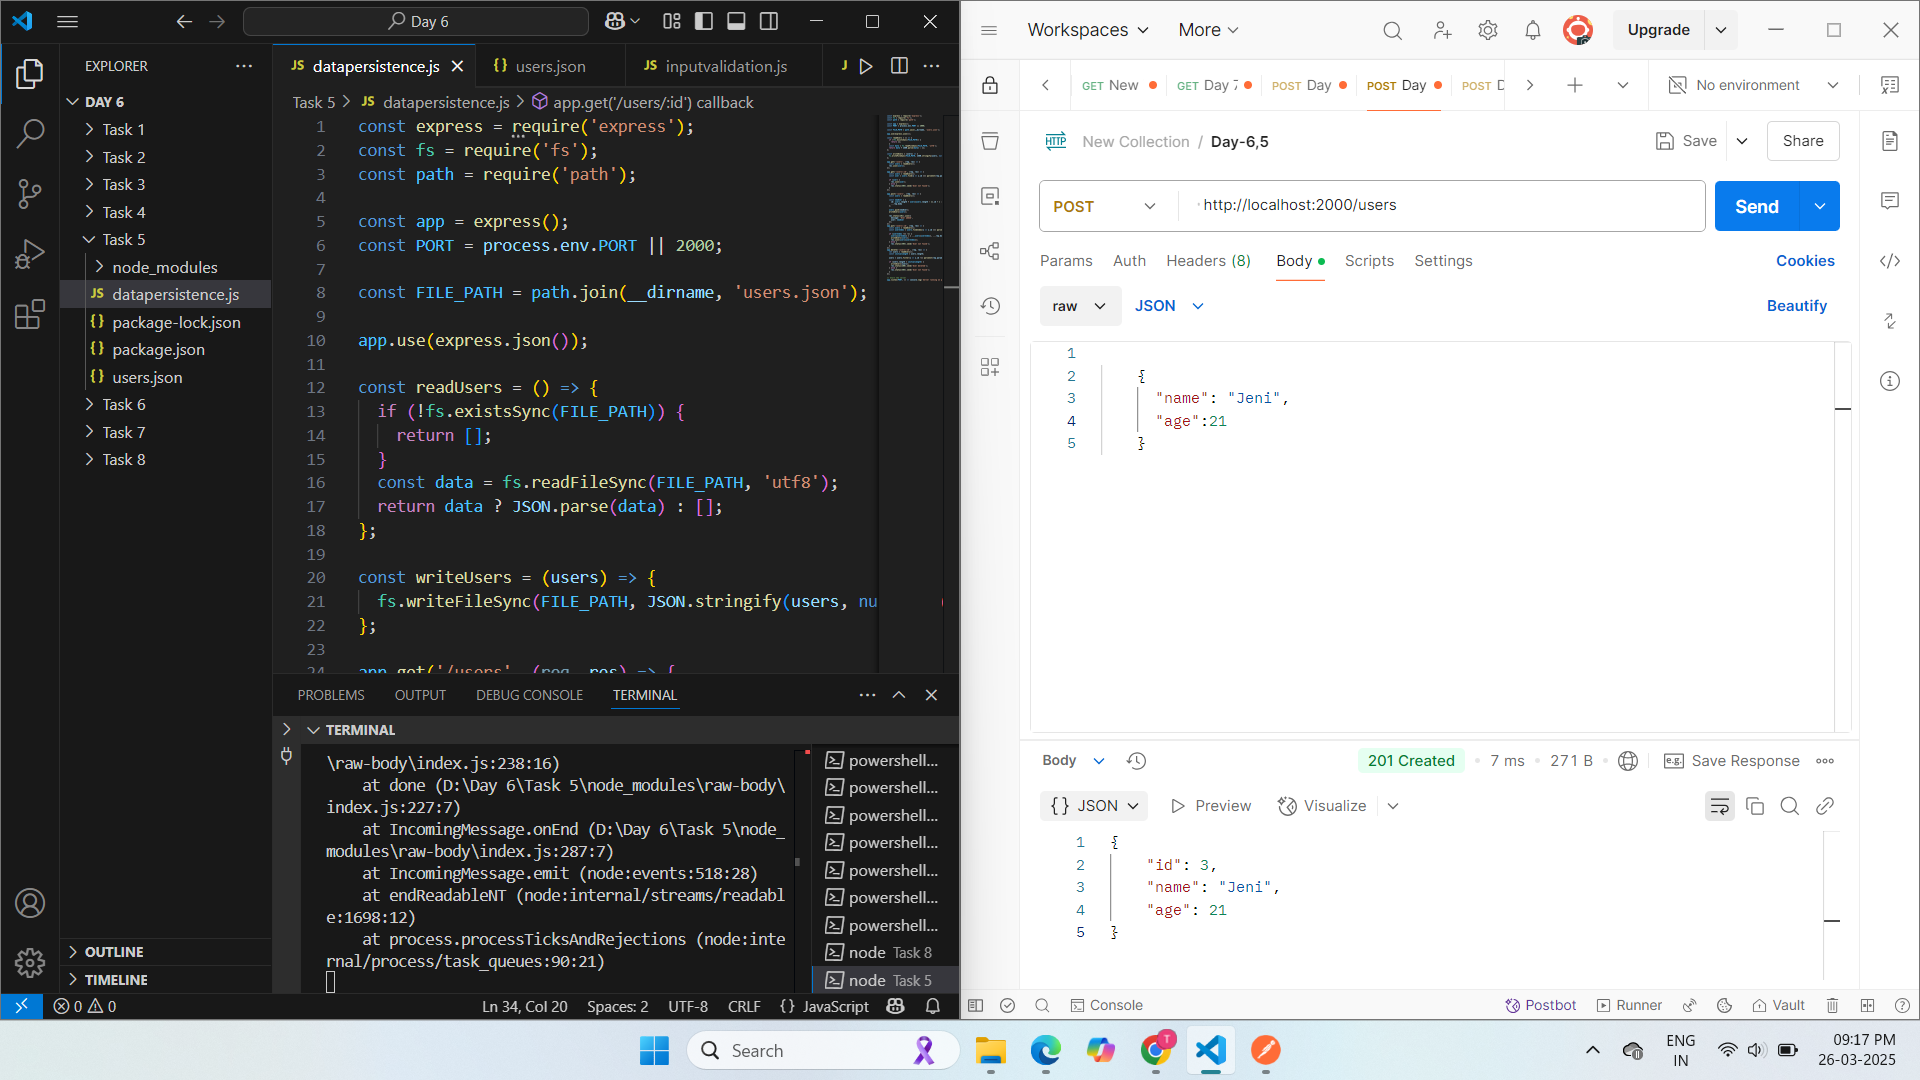 Day 6
EXPLORER
DAY 6
Task 1
Task 2
Task 3
Task 4
Task 5
node_modules
JS datapersistence.js
{} package-lock.json
{} package.json
{} users.json
Task 6
Task 7
Task 8
OUTLINE
TIMELINE
JS datapersistence.js
{} users.json
JS inputvalidation.js
J
Task 5 > JS datapersistence.js > app.get('/users/:id') callback
1 const express = require('express');
2 const fs = require('fs');
3 const path = require('path');
4
5 const app = express();
6 const PORT = process.env.PORT || 2000;
7
8 const FILE_PATH = path.join(__dirname, 'users.json');
9
10 app.use(express.json());
11
12 const readUsers = () => {
13 if (!fs.existsSync(FILE_PATH)) {
14 return [];
15 }
16 const data = fs.readFileSync(FILE_PATH, 'utf8');
17 return data ? JSON.parse(data) : [];
18 };
19
20 const writeUsers = (users) => {
21 fs.writeFileSync(FILE_PATH, JSON.stringify(users, nu
22 };
23
24 app.get('/users', (req, res) => {
PROBLEMS OUTPUT DEBUG CONSOLE TERMINAL
TERMINAL
\raw-body\index.js:238:16)
at done (D:\Day 6\Task 5\node_modules\raw-body\
index.js:227:7)
at IncomingMessage.onEnd (D:\Day 6\Task 5\node_
modules\raw-body\index.js:287:7)
at IncomingMessage.emit (node:events:518:28)
at endReadableNT (node:internal/streams/readabl
e:1698:12)
at process.processTicksAndRejections (node:inte
rnal/process/task_queues:90:21)
powershell...
powershell...
powershell...
powershell...
powershell...
powershell...
powershell...
node Task 8
node Task 5
0 0
Ln 34, Col 20 Spaces: 2 UTF-8 CRLF {} JavaScript
Workspaces More Upgrade
GET New
GET Day 7
POST Day
POST Day
POST D
No environment
HTTP New Collection / Day-6,5
Save Share
POST http://localhost:2000/users Send
Params Auth Headers (8) Body Scripts Settings Cookies
raw JSON Beautify
1
2 {
3 "name": "Jeni",
4 "age":21
5 }
Body 201 Created 7 ms 271 B e.g. Save Response
{} JSON Preview Visualize
1 {
2 "id": 3,
3 "name": "Jeni",
4 "age": 21
5 }
Console Postbot Runner Vault
Search
T
ENG
IN
09:17 PM
26-03-2025